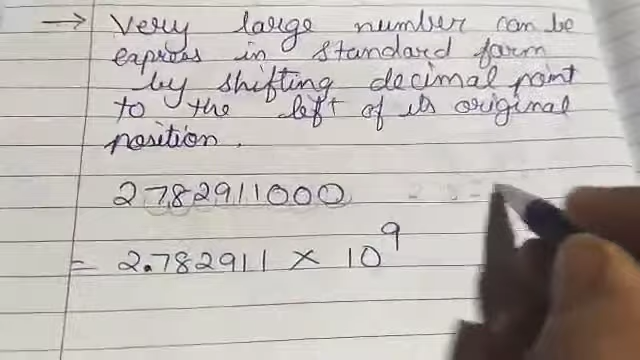 → Very large number can be
express in standard form
by shifting decimal point
to the left of its original
position.
2782911000
= 2.782911 × 10⁹